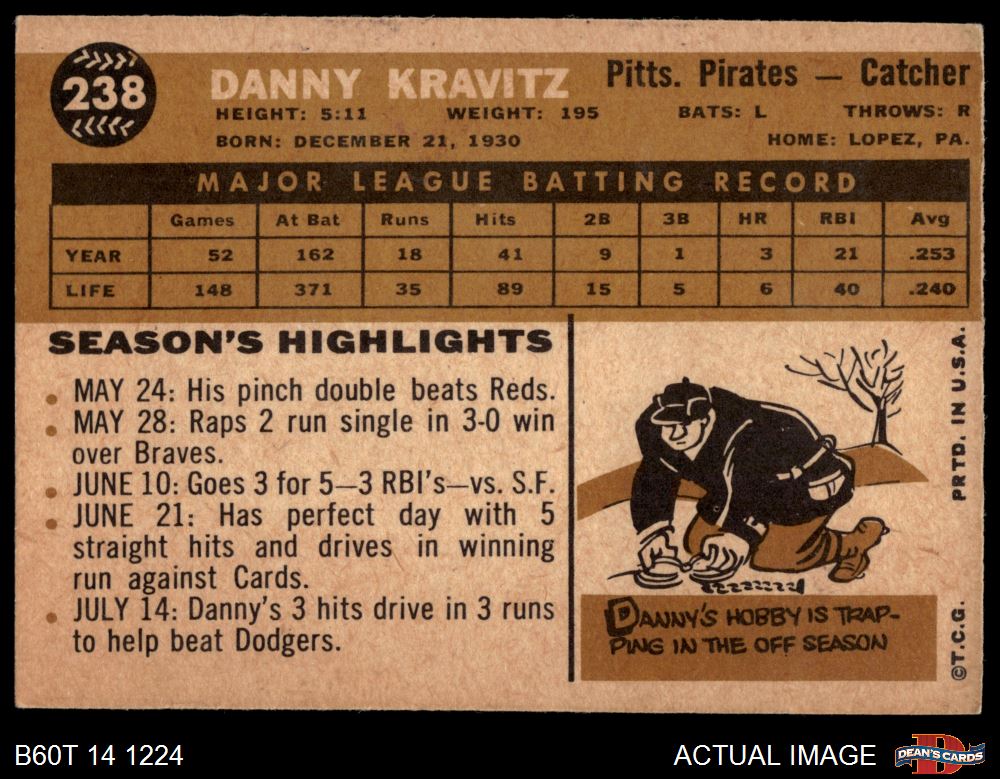 238
DANNY KRAVITZ
Pitts. Pirates — Catcher
HEIGHT: 5:11 WEIGHT: 195 BATS: L THROWS: R
BORN: DECEMBER 21, 1930 HOME: LOPEZ, PA.
MAJOR LEAGUE BATTING RECORD
Games At Bat Runs Hits 2B 3B HR RBI Avg
YEAR 52 162 18 41 9 1 3 21 .253
LIFE 148 371 35 89 15 5 6 40 .240
SEASON'S HIGHLIGHTS
• MAY 24: His pinch double beats Reds.
• MAY 28: Raps 2 run single in 3-0 win
over Braves.
• JUNE 10: Goes 3 for 5—3 RBI's—vs. S.F.
• JUNE 21: Has perfect day with 5
straight hits and drives in winning
run against Cards.
• JULY 14: Danny's 3 hits drive in 3 runs
to help beat Dodgers.
DANNY'S HOBBY IS TRAP-
PING IN THE OFF SEASON
©T.C.G. PRTD. IN U.S.A.
B60T 14 1224
ACTUAL IMAGE
DEAN'S CARDS